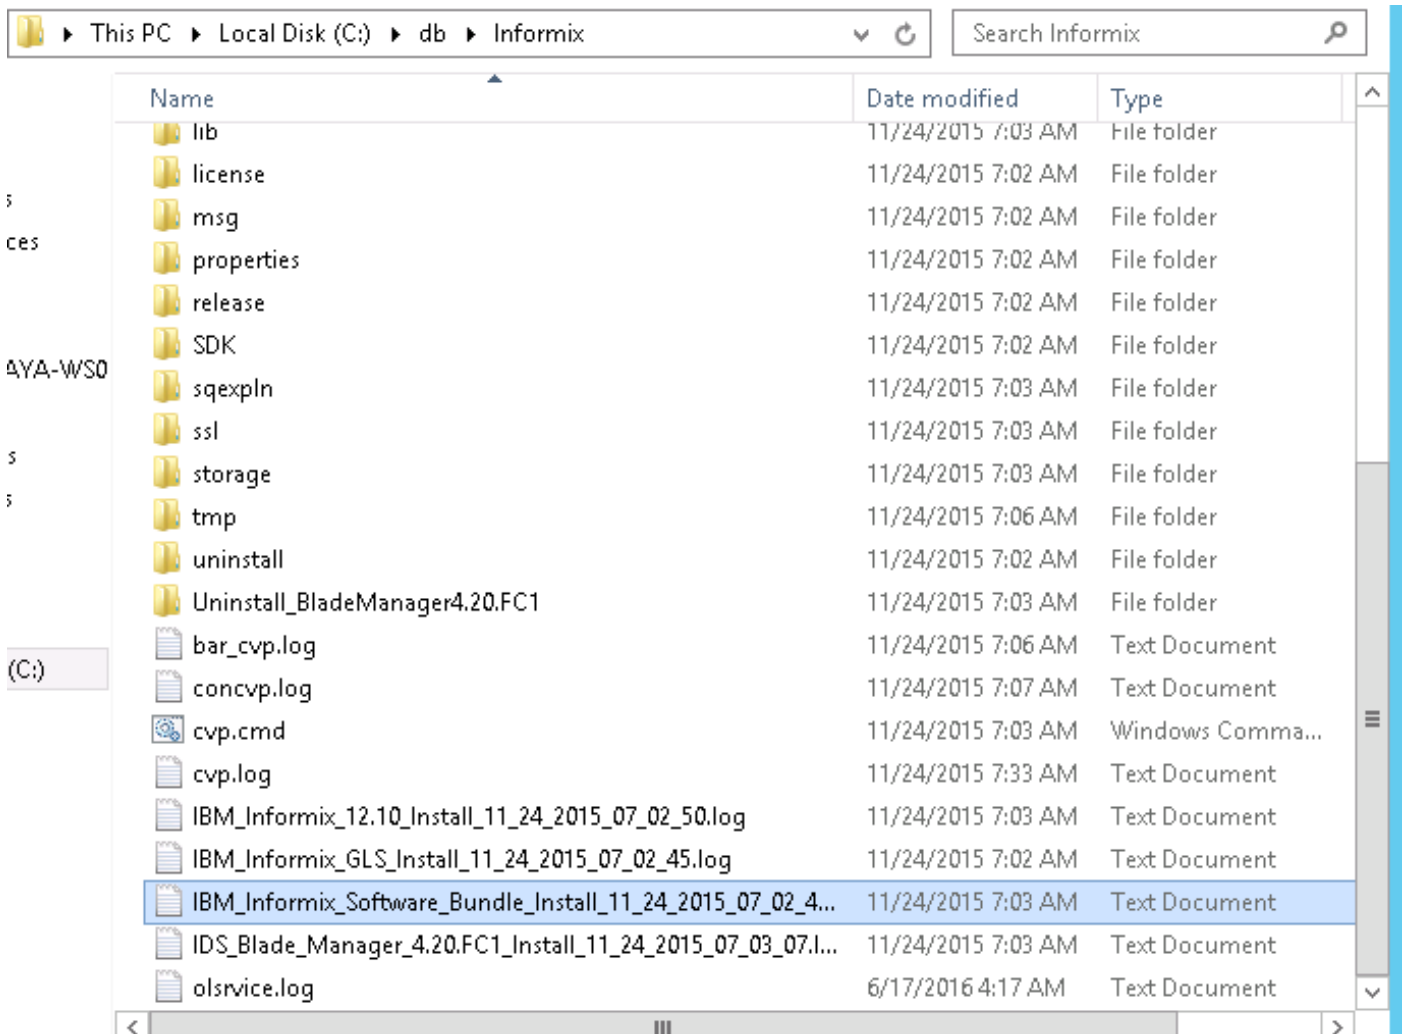 This PC Local Disk (C:) db Informix Search Informix
Name Date modified Type
lib 11/24/2015 7:03 AM File folder
license 11/24/2015 7:02 AM File folder
s
msg 11/24/2015 7:02 AM File folder
ces
properties 11/24/2015 7:02 AM File folder
release 11/24/2015 7:02 AM File folder
SDK 11/24/2015 7:02 AM File folder
AYA-WS0
sqexpln 11/24/2015 7:03 AM File folder
ssl 11/24/2015 7:03 AM File folder
s
storage 11/24/2015 7:03 AM File folder
s
tmp 11/24/2015 7:06 AM File folder
uninstall 11/24/2015 7:02 AM File folder
Uninstall_BladeManager4.20.FC1 11/24/2015 7:03 AM File folder
bar_cvp.log 11/24/2015 7:06 AM Text Document
(C:)
concvp.log 11/24/2015 7:07 AM Text Document
cvp.cmd 11/24/2015 7:03 AM Windows Comma...
cvp.log 11/24/2015 7:33 AM Text Document
IBM_Informix_12.10_Install_11_24_2015_07_02_50.log 11/24/2015 7:03 AM Text Document
IBM_Informix_GLS_Install_11_24_2015_07_02_45.log 11/24/2015 7:02 AM Text Document
IBM_Informix_Software_Bundle_Install_11_24_2015_07_02_4... 11/24/2015 7:03 AM Text Document
IDS_Blade_Manager_4.20.FC1_Install_11_24_2015_07_03_07.l... 11/24/2015 7:03 AM Text Document
olsrvice.log 6/17/2016 4:17 AM Text Document